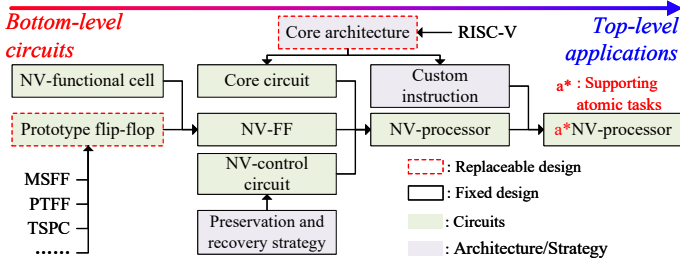 Bottom-level
circuits
Core architecture
RISC-V
Top-level
applications
NV-functional cell
Core circuit
Custom
instruction
a* : Supporting
atomic tasks
Prototype flip-flop
NV-FF
NV-processor
a*NV-processor
MSFF
PTFF
TSPC
......
NV-control
circuit
Preservation and
recovery strategy
: Replaceable design
: Fixed design
: Circuits
: Architecture/Strategy